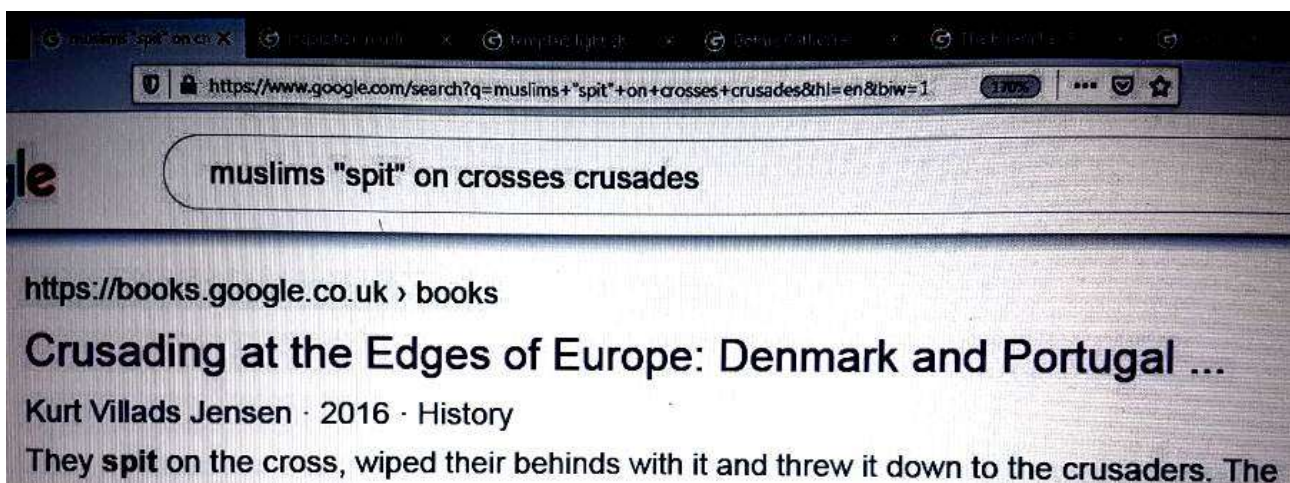 muslims "spit" on cr
https://www.google.com/search?q=muslims+"spit"+on+crosses+crusades&hl=en&biw=1 170%
gle
muslims "spit" on crosses crusades
https://books.google.co.uk › books
Crusading at the Edges of Europe: Denmark and Portugal ...
Kurt Villads Jensen · 2016 · History
They spit on the cross, wiped their behinds with it and threw it down to the crusaders. The